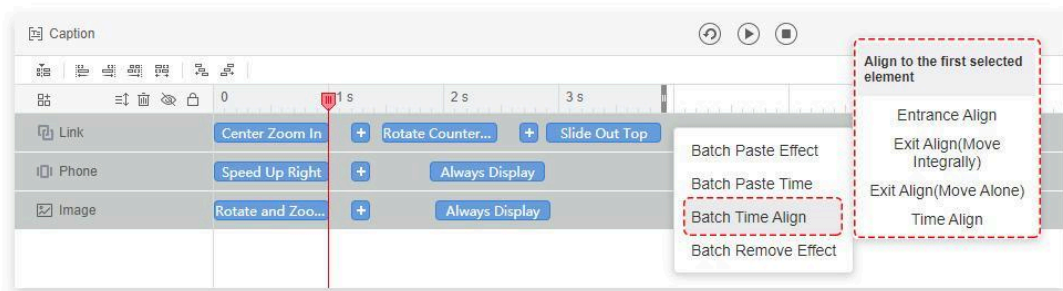 Caption
0
1 s
2 s
3 s
Link
Center Zoom In
+
Rotate Counter...
+
Slide Out Top
Phone
Speed Up Right
+
Always Display
Image
Rotate and Zoo...
+
Always Display
Batch Paste Effect
Batch Paste Time
Batch Time Align
Batch Remove Effect
Align to the first selected
element
Entrance Align
Exit Align(Move
Integrally)
Exit Align(Move Alone)
Time Align